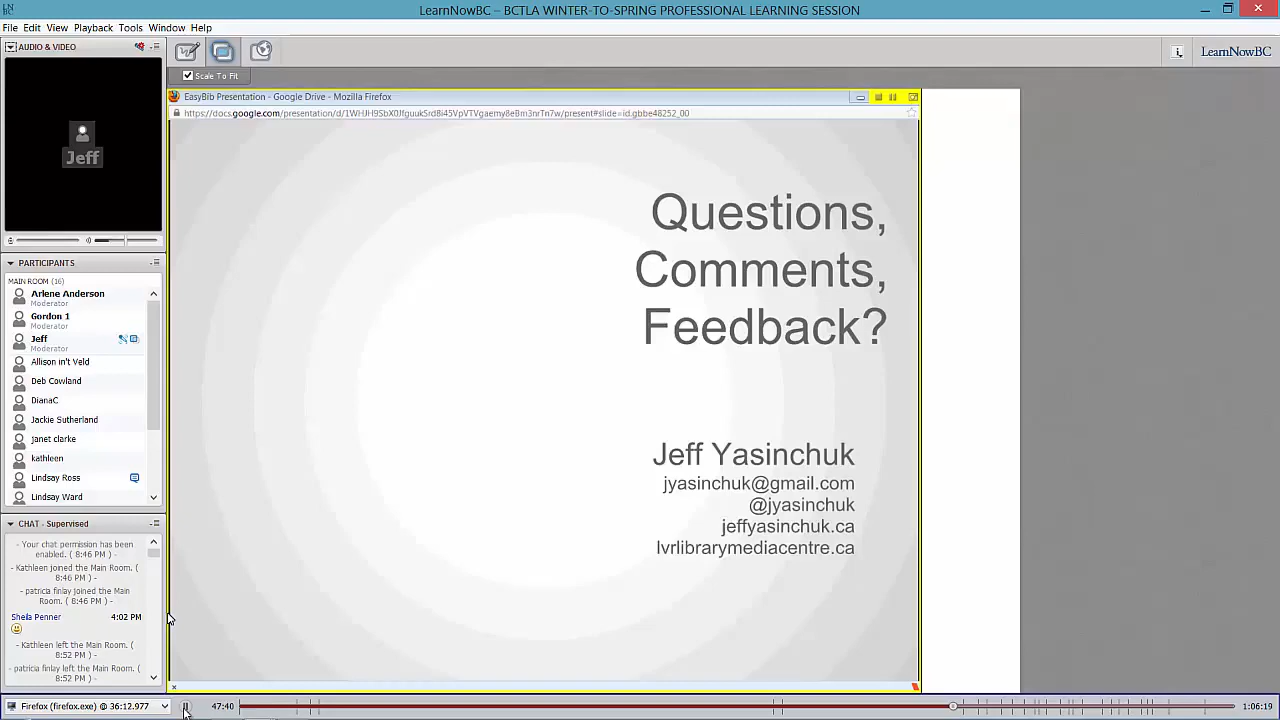 LN
BC
LearnNowBC – BCTLA WINTER-TO-SPRING PROFESSIONAL LEARNING SESSION
File Edit View Playback Tools Window Help
AUDIO & VIDEO
LearnNowBC
Scale To Fit
EasyBib Presentation - Google Drive - Mozilla Firefox
Jeff
Questions,
Comments,
Feedback?
Jeff Yasinchuk
jyasinchuk@gmail.com
@jyasinchuk
jeffyasinchuk.ca
lvrlibrarymediacentre.ca
PARTICIPANTS
MAIN ROOM (16)
Arlene Anderson
Moderator
Gordon 1
Moderator
Jeff
Moderator
Allison in't Veld
Deb Cowland
DianaC
Jackie Sutherland
janet clarke
kathleen
Lindsay Ross
Lindsay Ward
CHAT - Supervised
- Your chat permission has been
enabled. ( 8:46 PM ) -
- Kathleen joined the Main Room. (
8:46 PM ) -
- patricia finlay joined the Main
Room. ( 8:46 PM ) -
Sheila Penner 4:02 PM
- Kathleen left the Main Room. (
8:52 PM ) -
- patricia finlay left the Main Room. (
8:52 PM ) -
Firefox (firefox.exe) @ 36:12.977
47:40
1:06:19